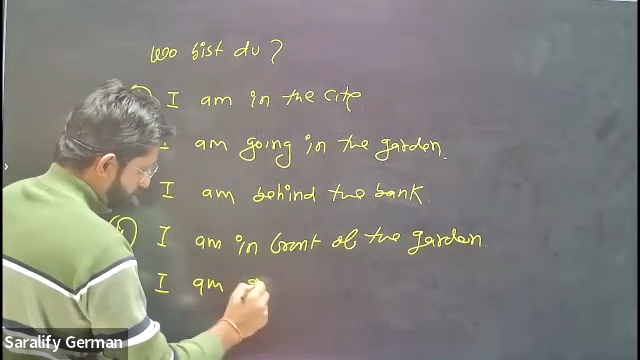 Wo bist du?
I am in the city.
I am going in the garden.
I am behind the bank.
I am in front of the garden.
I am
Saralify German